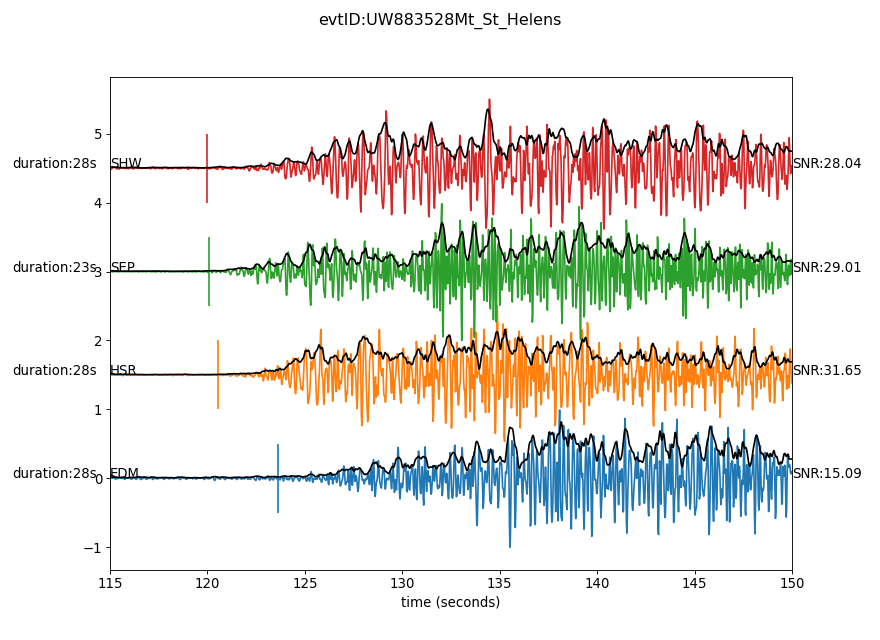 evtID:UW883528Mt_St_Helens
5
duration:28s SHW SNR:28.04
4
duration:23s 3 SEP SNR:29.01
2
duration:28s HSR SNR:31.65
1
duration:28s 0 EDM SNR:15.09
−1
115 120 125 130 135 140 145 150
time (seconds)